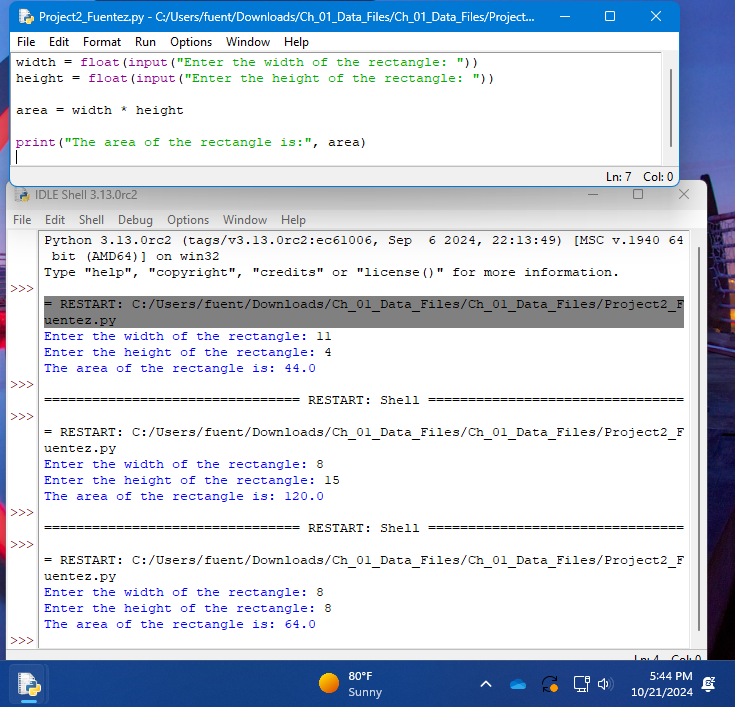 Project2_Fuentez.py - C:/Users/fuent/Downloads/Ch_01_Data_Files/Ch_01_Data_Files/Project...
File Edit Format Run Options Window Help
width = float(input("Enter the width of the rectangle: "))
height = float(input("Enter the height of the rectangle: "))
area = width * height
print("The area of the rectangle is:", area)
Ln: 7 Col: 0
IDLE Shell 3.13.0rc2
File Edit Shell Debug Options Window Help
Python 3.13.0rc2 (tags/v3.13.0rc2:ec61006, Sep  6 2024, 22:13:49) [MSC v.1940 64
bit (AMD64)] on win32
Type "help", "copyright", "credits" or "license()" for more information.
>>>
= RESTART: C:/Users/fuent/Downloads/Ch_01_Data_Files/Ch_01_Data_Files/Project2_F
uentez.py
Enter the width of the rectangle: 11
Enter the height of the rectangle: 4
The area of the rectangle is: 44.0
>>>
================================ RESTART: Shell ================================
>>>
= RESTART: C:/Users/fuent/Downloads/Ch_01_Data_Files/Ch_01_Data_Files/Project2_F
uentez.py
Enter the width of the rectangle: 8
Enter the height of the rectangle: 15
The area of the rectangle is: 120.0
>>>
================================ RESTART: Shell ================================
>>>
= RESTART: C:/Users/fuent/Downloads/Ch_01_Data_Files/Ch_01_Data_Files/Project2_F
uentez.py
Enter the width of the rectangle: 8
Enter the height of the rectangle: 8
The area of the rectangle is: 64.0
>>>
Ln: 4 Col: 0
80°F
Sunny
5:44 PM
10/21/2024